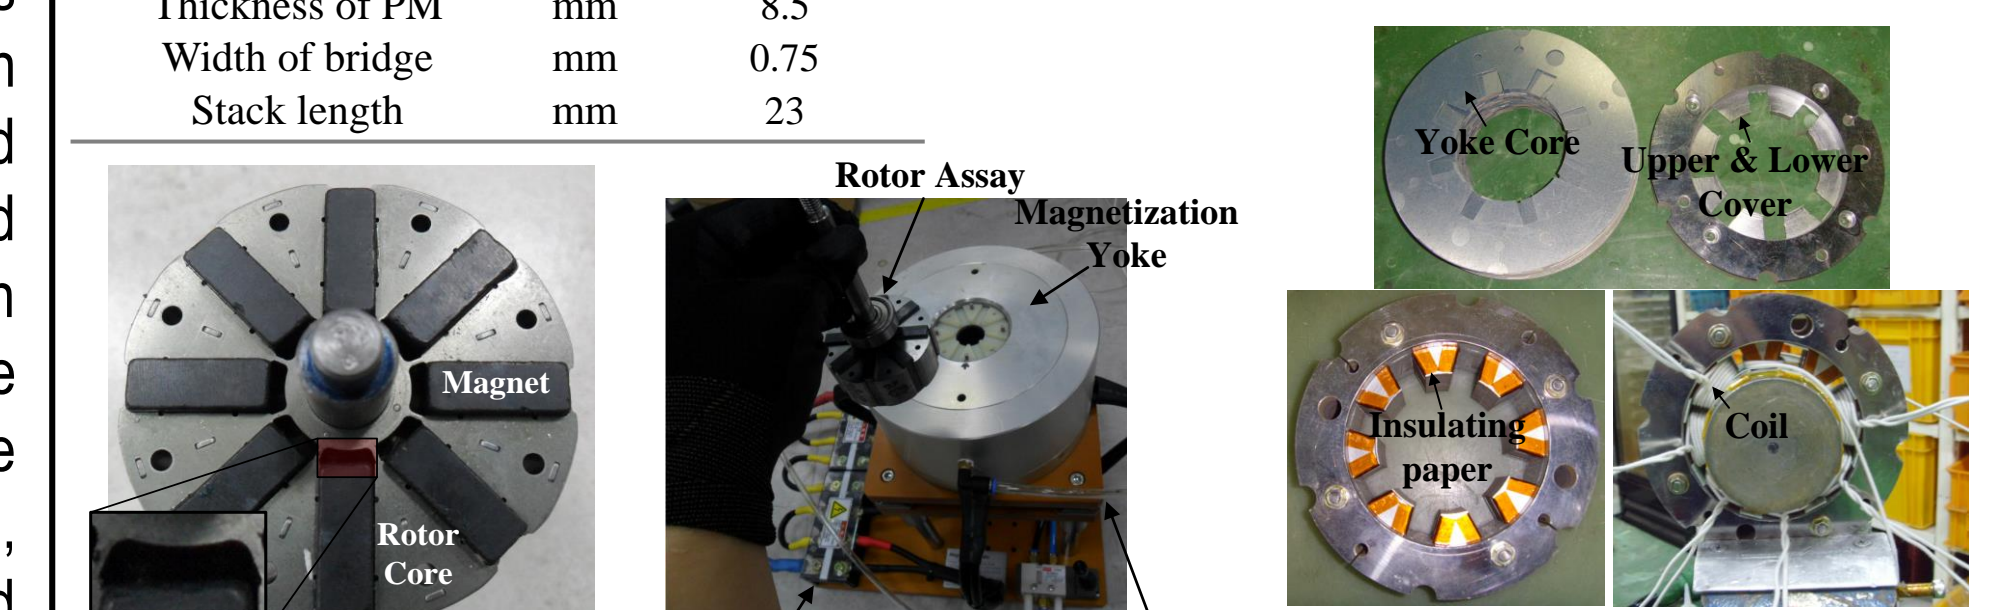 Thickness of PM mm 8.5
Width of bridge mm 0.75
Stack length mm 23
Rotor Assay
Magnetization
Yoke
Magnet
Rotor
Core
Yoke Core
Upper & Lower
Cover
Insulating
paper
Coil